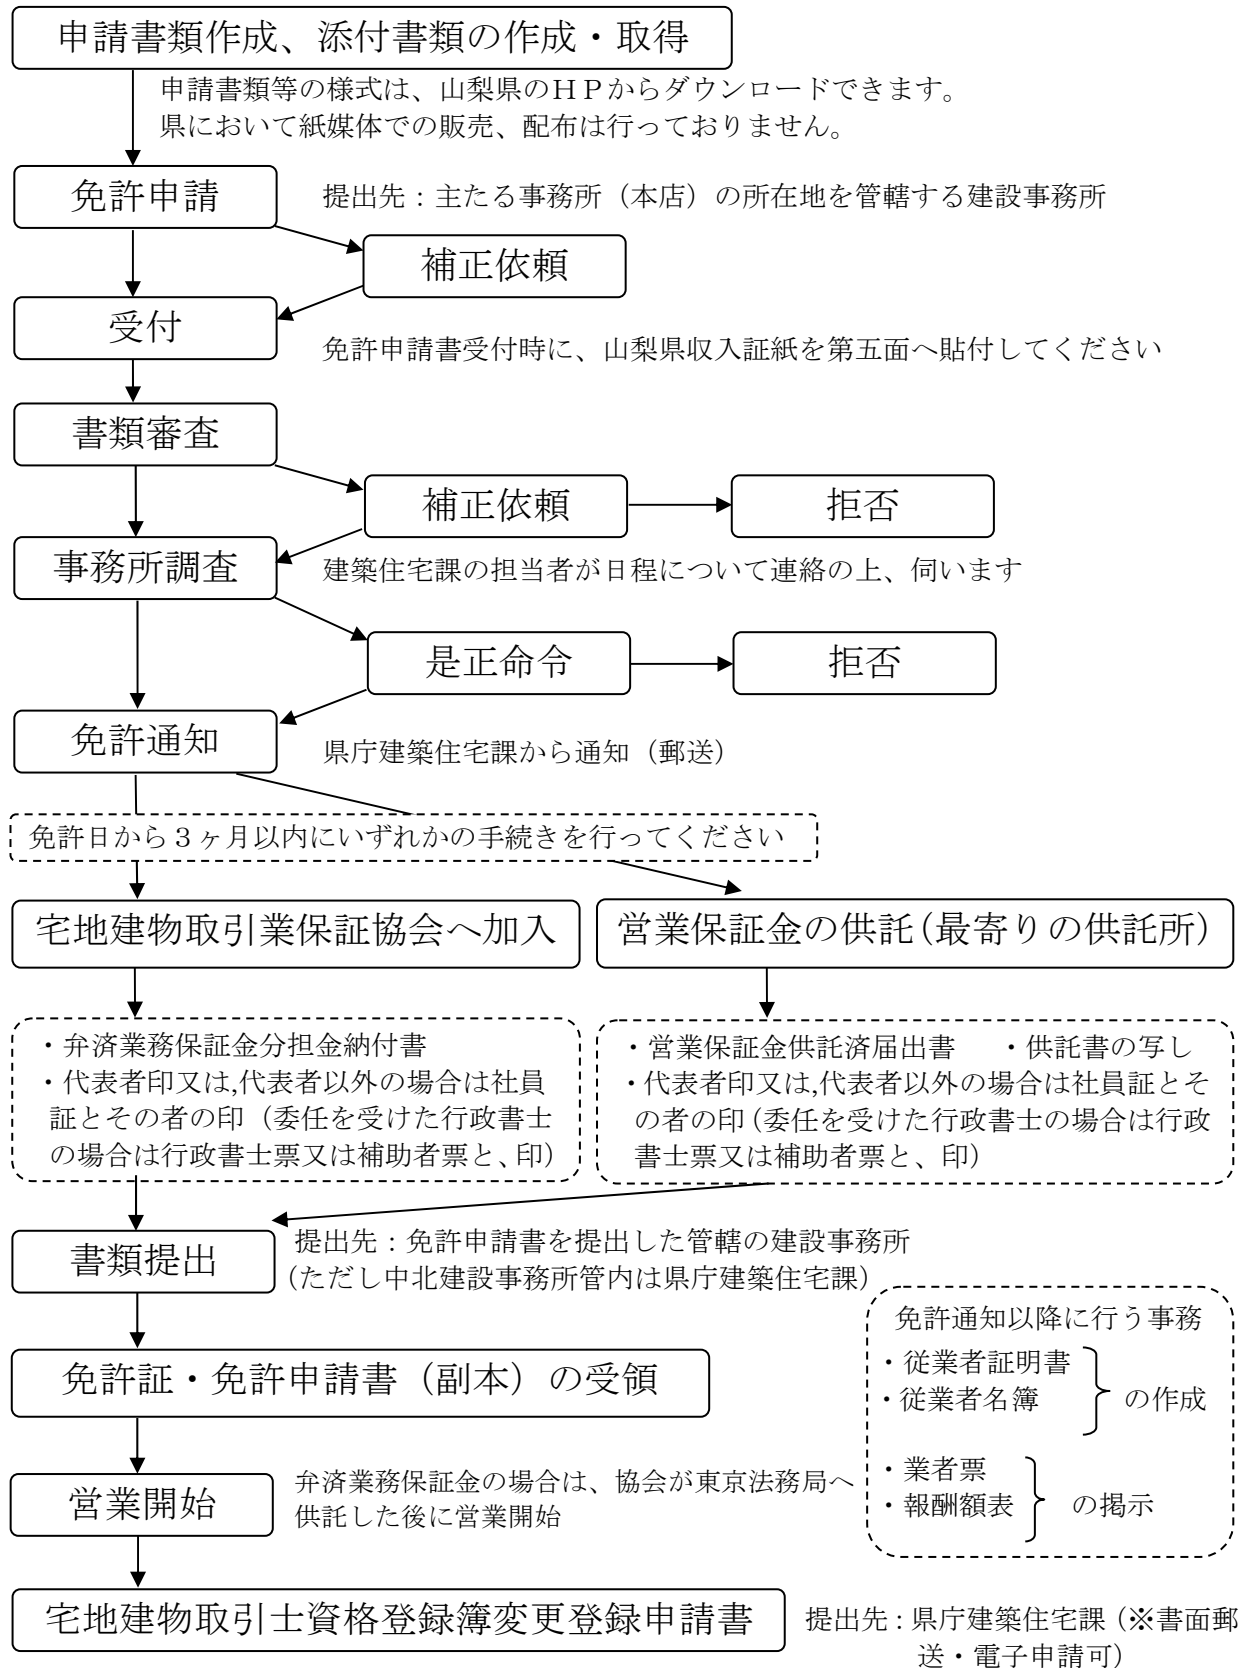 申請書類作成、添付書類の作成・取得
申請書類等の様式は、山梨県のＨＰからダウンロードできます。
県において紙媒体での販売、配布は行っておりません。
免許申請
提出先：主たる事務所（本店）の所在地を管轄する建設事務所
補正依頼
受付
免許申請書受付時に、山梨県収入証紙を第五面へ貼付してください
書類審査
補正依頼
拒否
事務所調査
建築住宅課の担当者が日程について連絡の上、伺います
是正命令
拒否
免許通知
県庁建築住宅課から通知（郵送）
免許日から３ヶ月以内にいずれかの手続きを行ってください
宅地建物取引業保証協会へ加入
営業保証金の供託(最寄りの供託所)
・弁済業務保証金分担金納付書
・代表者印又は,代表者以外の場合は社員
証とその者の印（委任を受けた行政書士
の場合は行政書士票又は補助者票と、印）
・営業保証金供託済届出書　・供託書の写し
・代表者印又は,代表者以外の場合は社員証とそ
の者の印（委任を受けた行政書士の場合は行政
書士票又は補助者票と、印）
書類提出
提出先：免許申請書を提出した管轄の建設事務所
（ただし中北建設事務所管内は県庁建築住宅課）
免許証・免許申請書（副本）の受領
免許通知以降に行う事務
・従業者証明書
・従業者名簿
の作成
・業者票
・報酬額表
の掲示
営業開始
弁済業務保証金の場合は、協会が東京法務局へ
供託した後に営業開始
宅地建物取引士資格登録簿変更登録申請書
提出先：県庁建築住宅課（※書面郵
送・電子申請可）